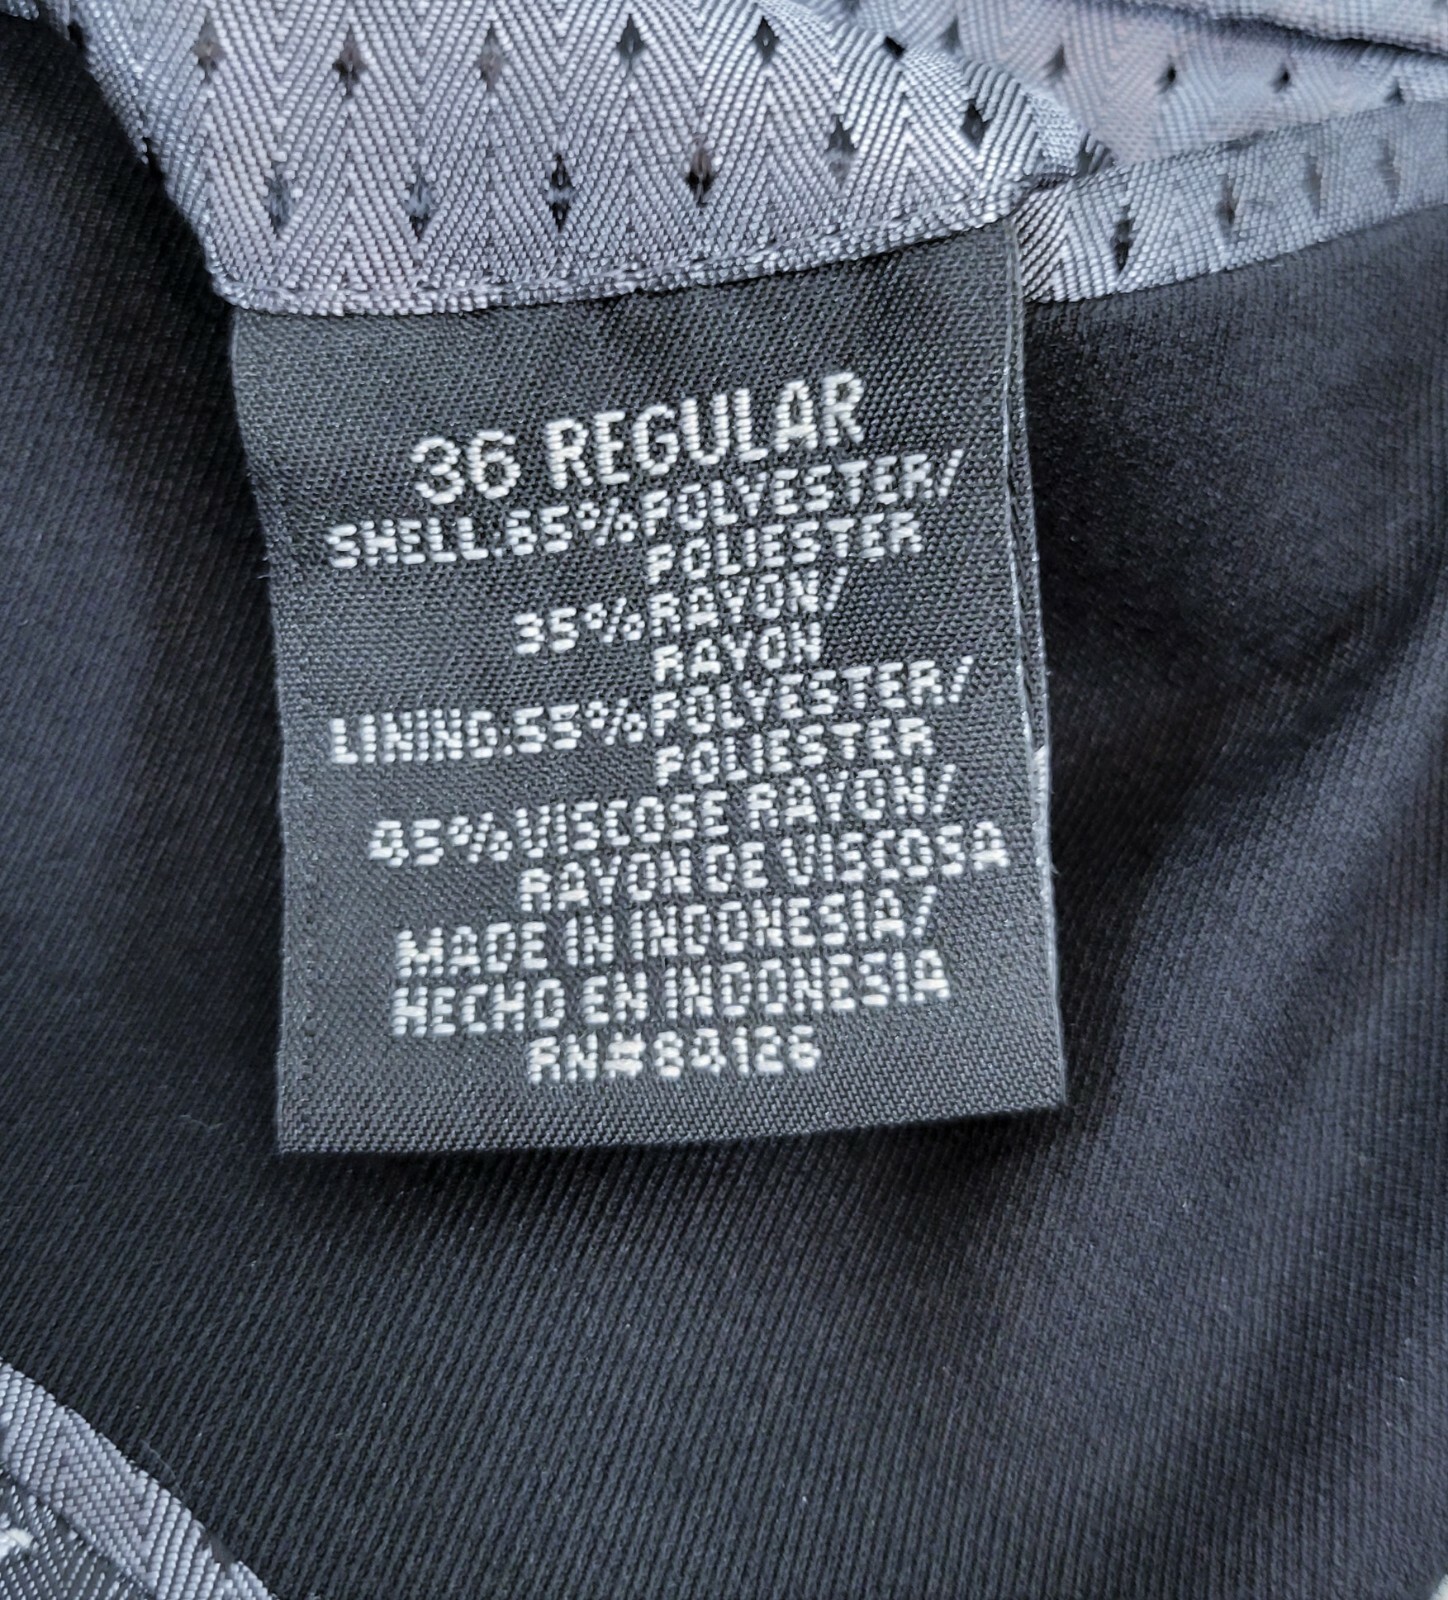 36 REGULAR
SHELL:65%POLYESTER/
POLIESTER
35%RAYON/
RAYON
LINING:55%POLYESTER/
POLIESTER
45%VISCOSE RAYON/
RAYON DE VISCOSA
MADE IN INDONESIA/
HECHO EN INDONESIA
RN#84126